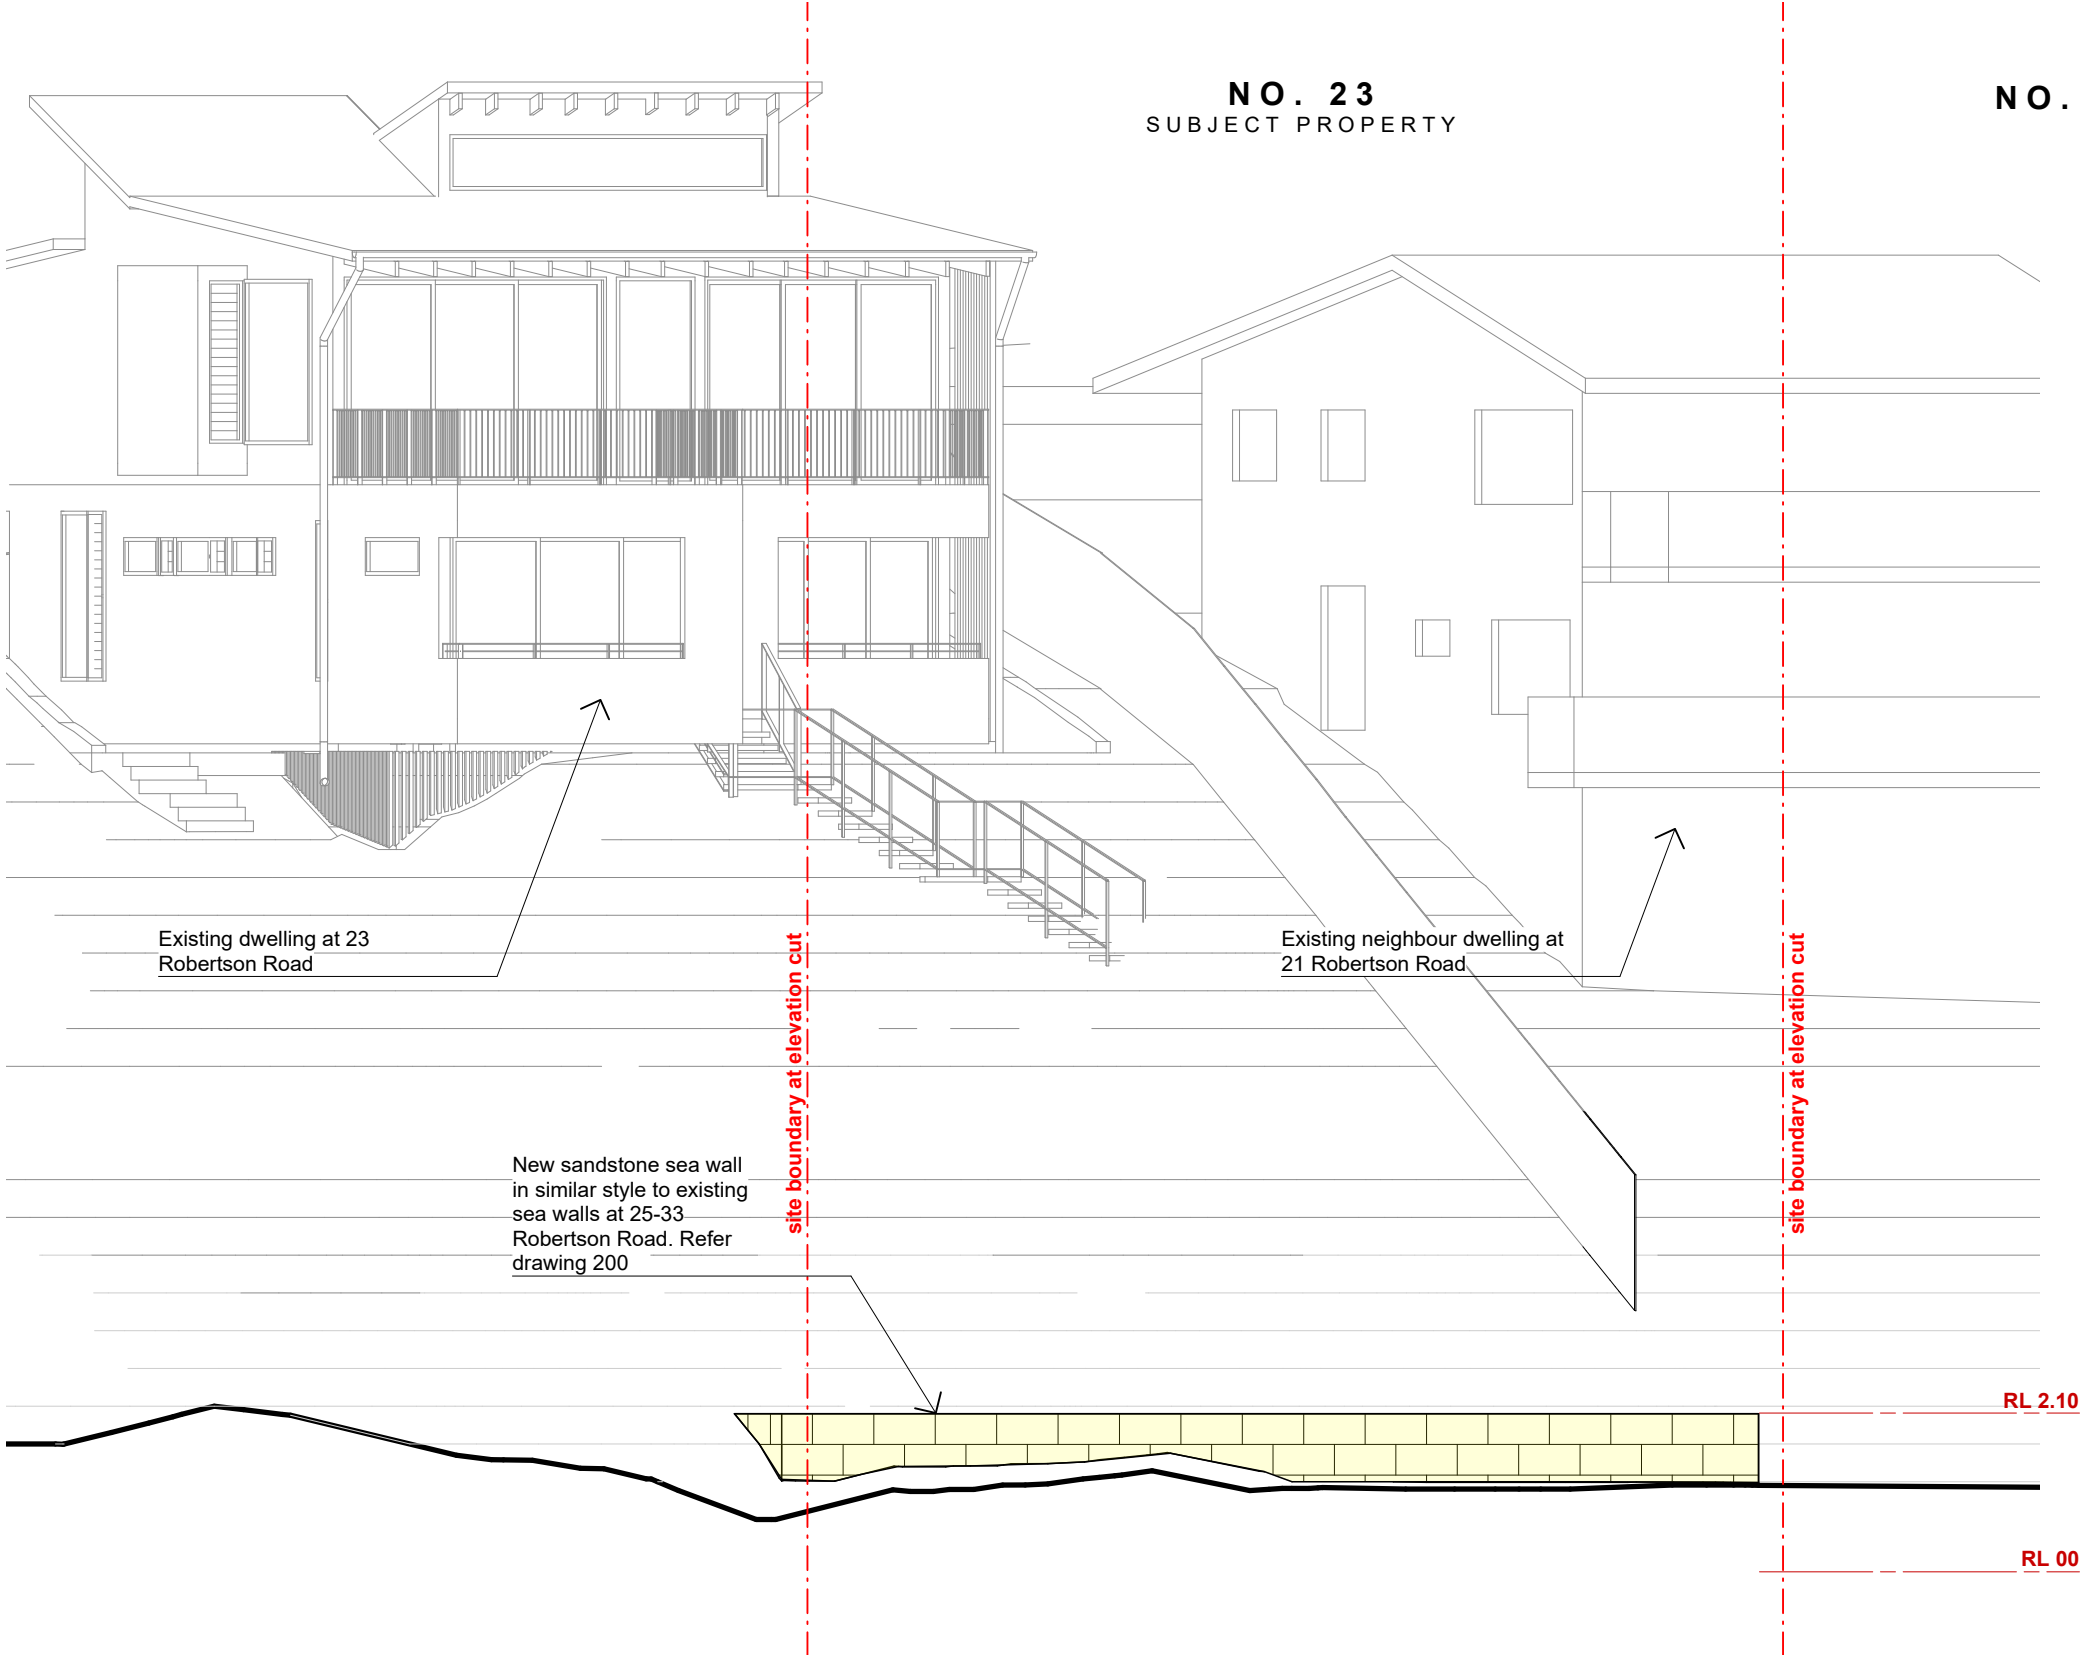 NO. 23
SUBJECT PROPERTY
NO.
Existing dwelling at 23
Robertson Road
site boundary at elevation cut
Existing neighbour dwelling at
21 Robertson Road
site boundary at elevation cut
New sandstone sea wall
in similar style to existing
sea walls at 25-33
Robertson Road. Refer
drawing 200
RL 2.10
RL 00